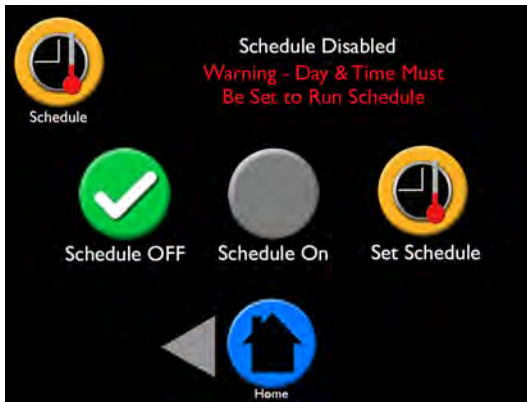 Schedule Disabled
Warning - Day & Time Must
Be Set to Run Schedule
Schedule
Schedule OFF
Schedule On
Set Schedule
Home